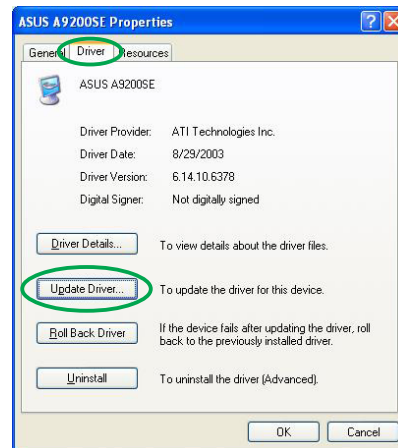 ASUS A9200SE Properties
General Driver Resources
ASUS A9200SE
Driver Provider: ATI Technologies Inc.
Driver Date: 8/29/2003
Driver Version: 6.14.10.6378
Digital Signer: Not digitally signed
Driver Details... To view details about the driver files.
Update Driver... To update the driver for this device.
Roll Back Driver If the device fails after updating the driver, roll
back to the previously installed driver.
Uninstall To uninstall the driver (Advanced).
OK Cancel